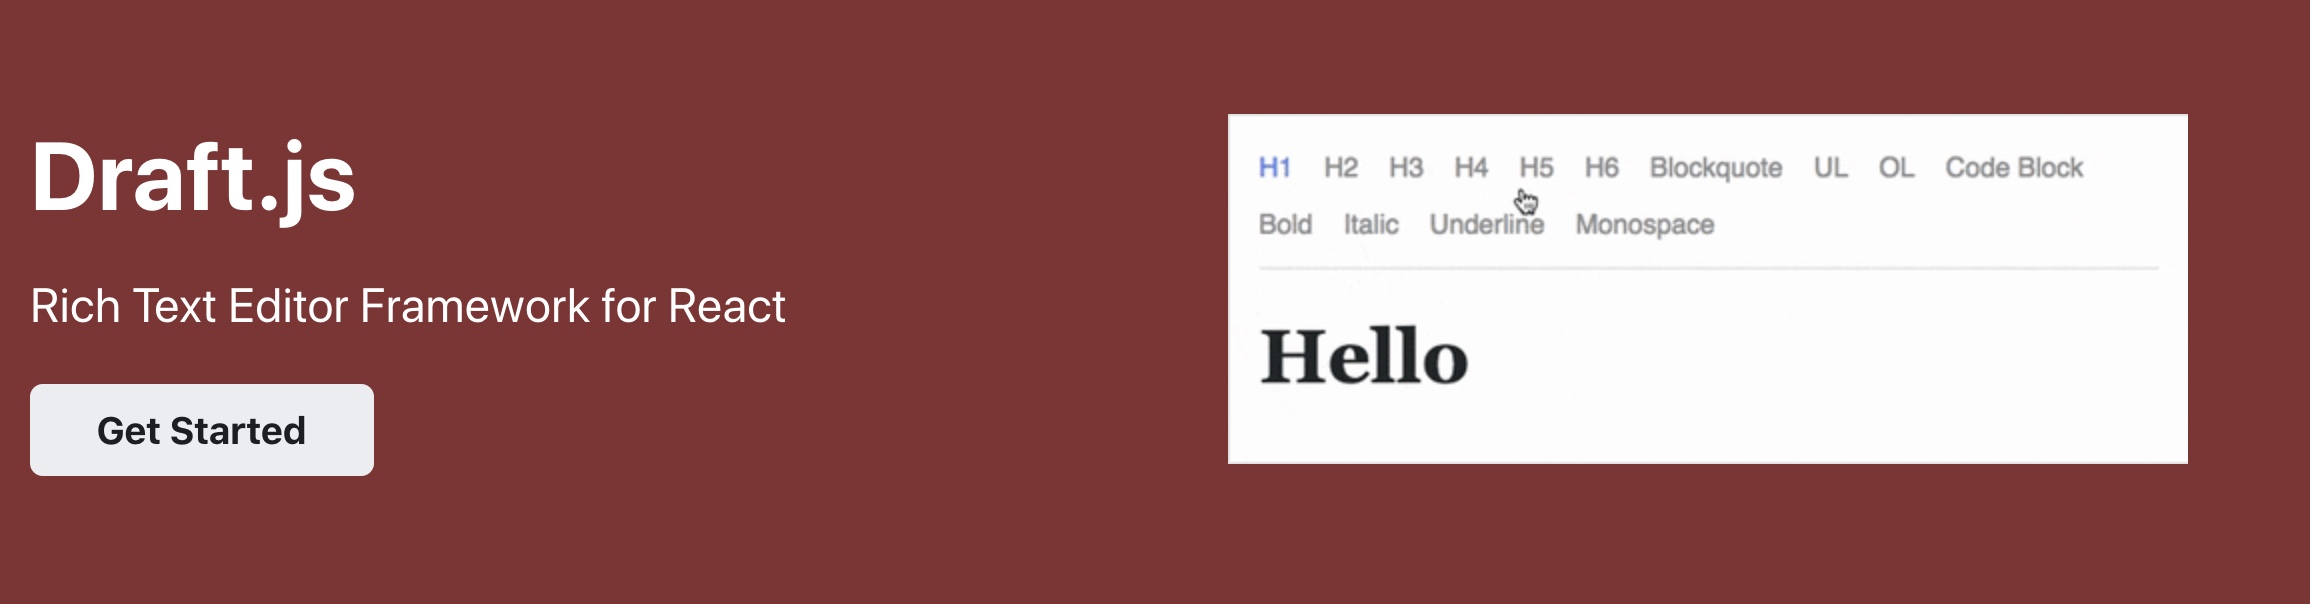 Draft.js
Rich Text Editor Framework for React
Get Started
H1 H2 H3 H4 H5 H6 Blockquote UL OL Code Block
Bold Italic Underline Monospace
Hello